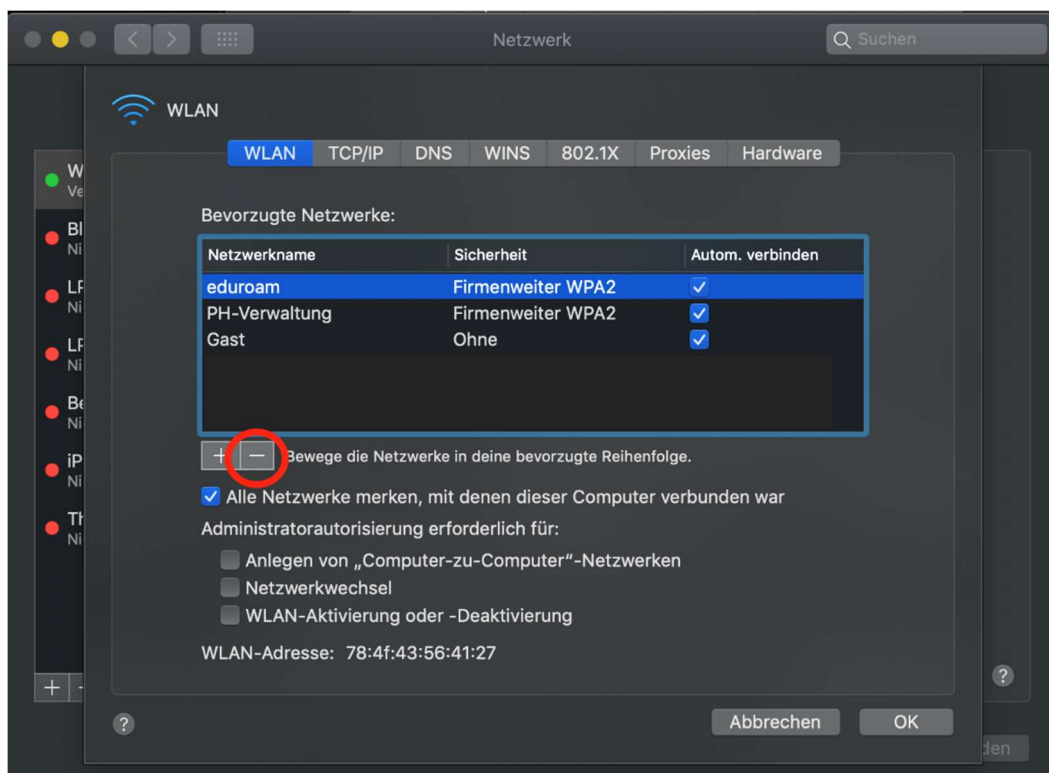 Netzwerk
Suchen
WLAN
WLAN TCP/IP DNS WINS 802.1X Proxies Hardware
Bevorzugte Netzwerke:
Netzwerkname Sicherheit Autom. verbinden
eduroam Firmenweiter WPA2
PH-Verwaltung Firmenweiter WPA2
Gast Ohne
+ − Bewege die Netzwerke in deine bevorzugte Reihenfolge.
Alle Netzwerke merken, mit denen dieser Computer verbunden war
Administratorautorisierung erforderlich für:
Anlegen von „Computer-zu-Computer“-Netzwerken
Netzwerkwechsel
WLAN-Aktivierung oder -Deaktivierung
WLAN-Adresse: 78:4f:43:56:41:27
?
+
? Abbrechen OK